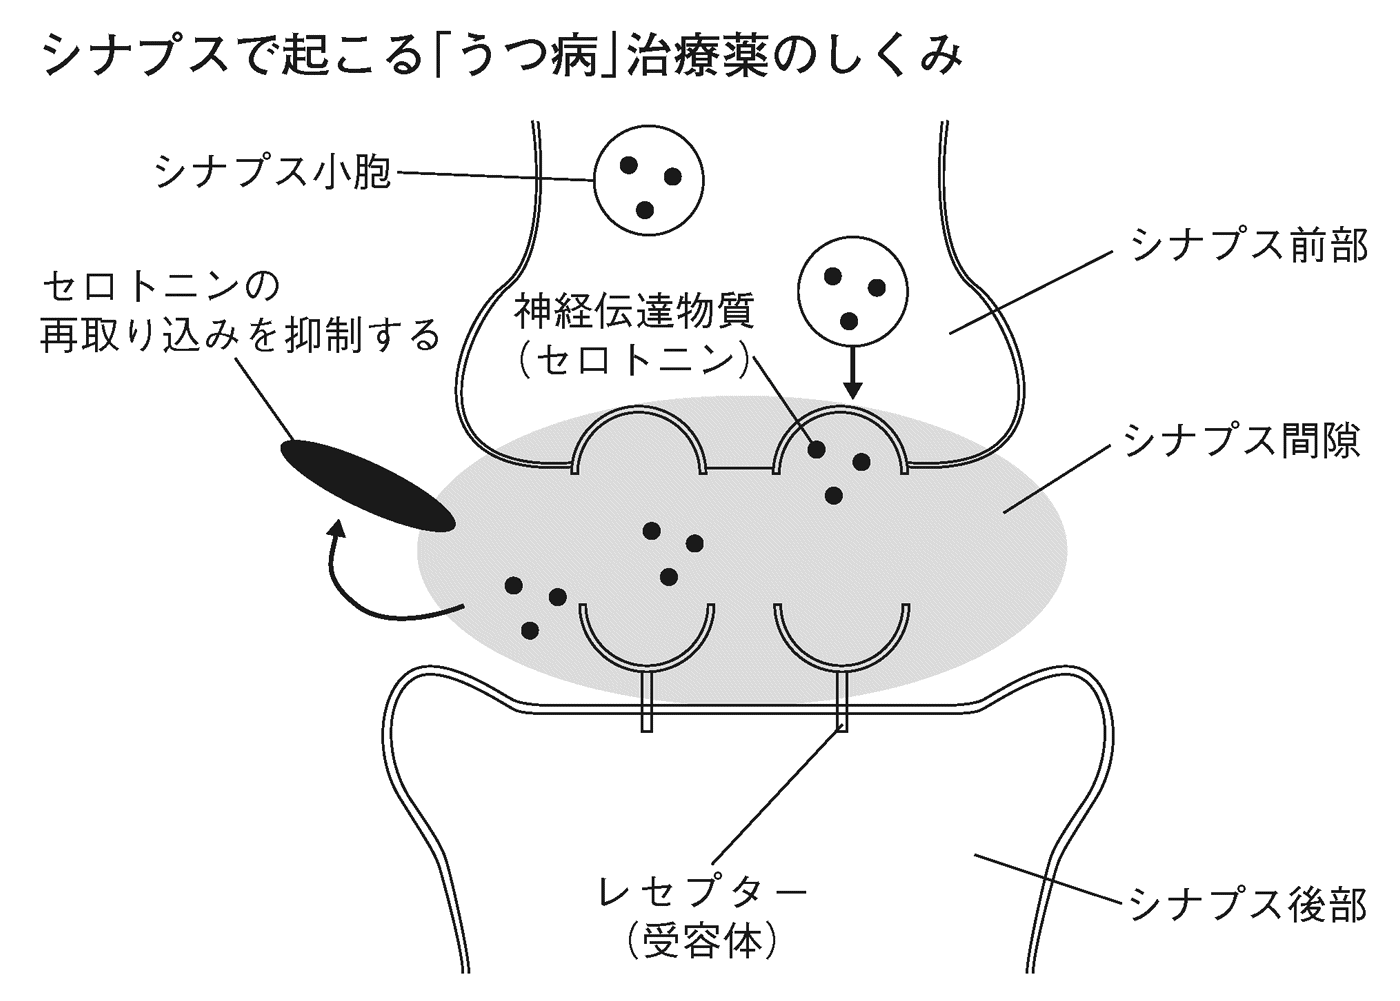 シナプスで起こる「うつ病」治療薬のしくみ
シナプス小胞
シナプス前部
セロトニンの
再取り込みを抑制する
神経伝達物質
(セロトニン)
シナプス間隙
レセプター
(受容体)
シナプス後部